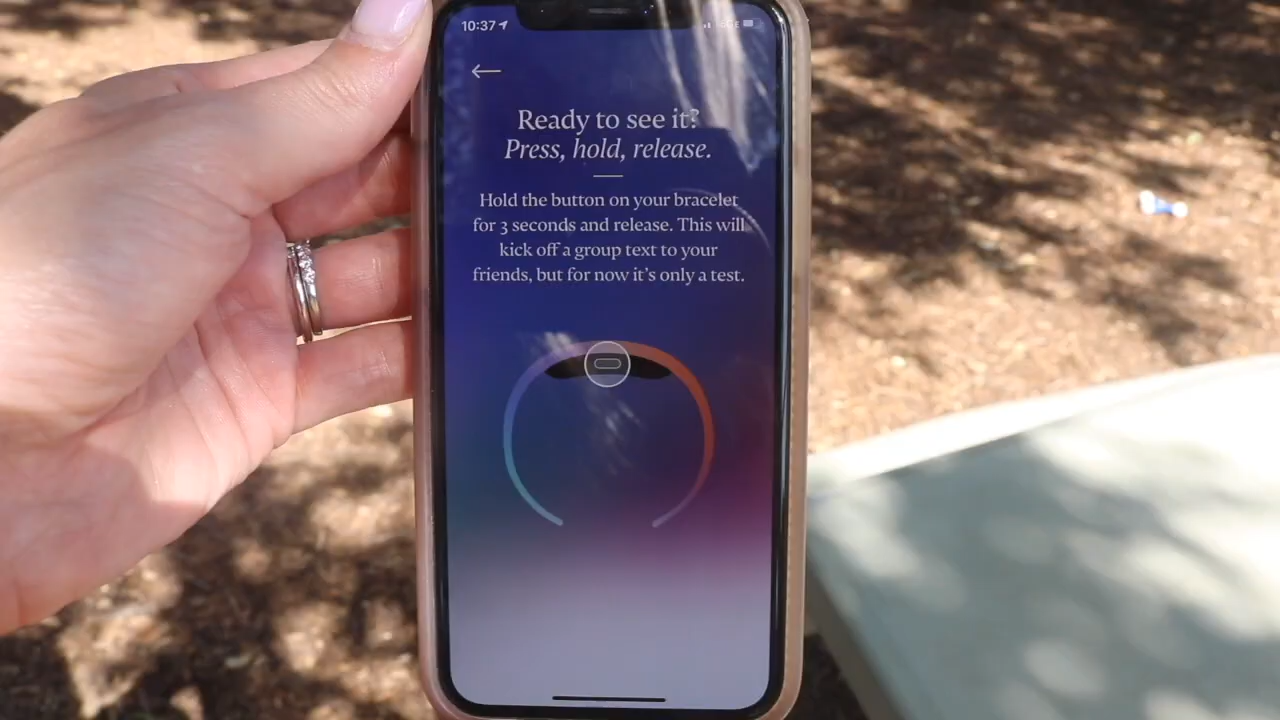 10:37
Ready to see it?
Press, hold, release.
Hold the button on your bracelet
for 3 seconds and release. This will
kick off a group text to your
friends, but for now it's only a test.